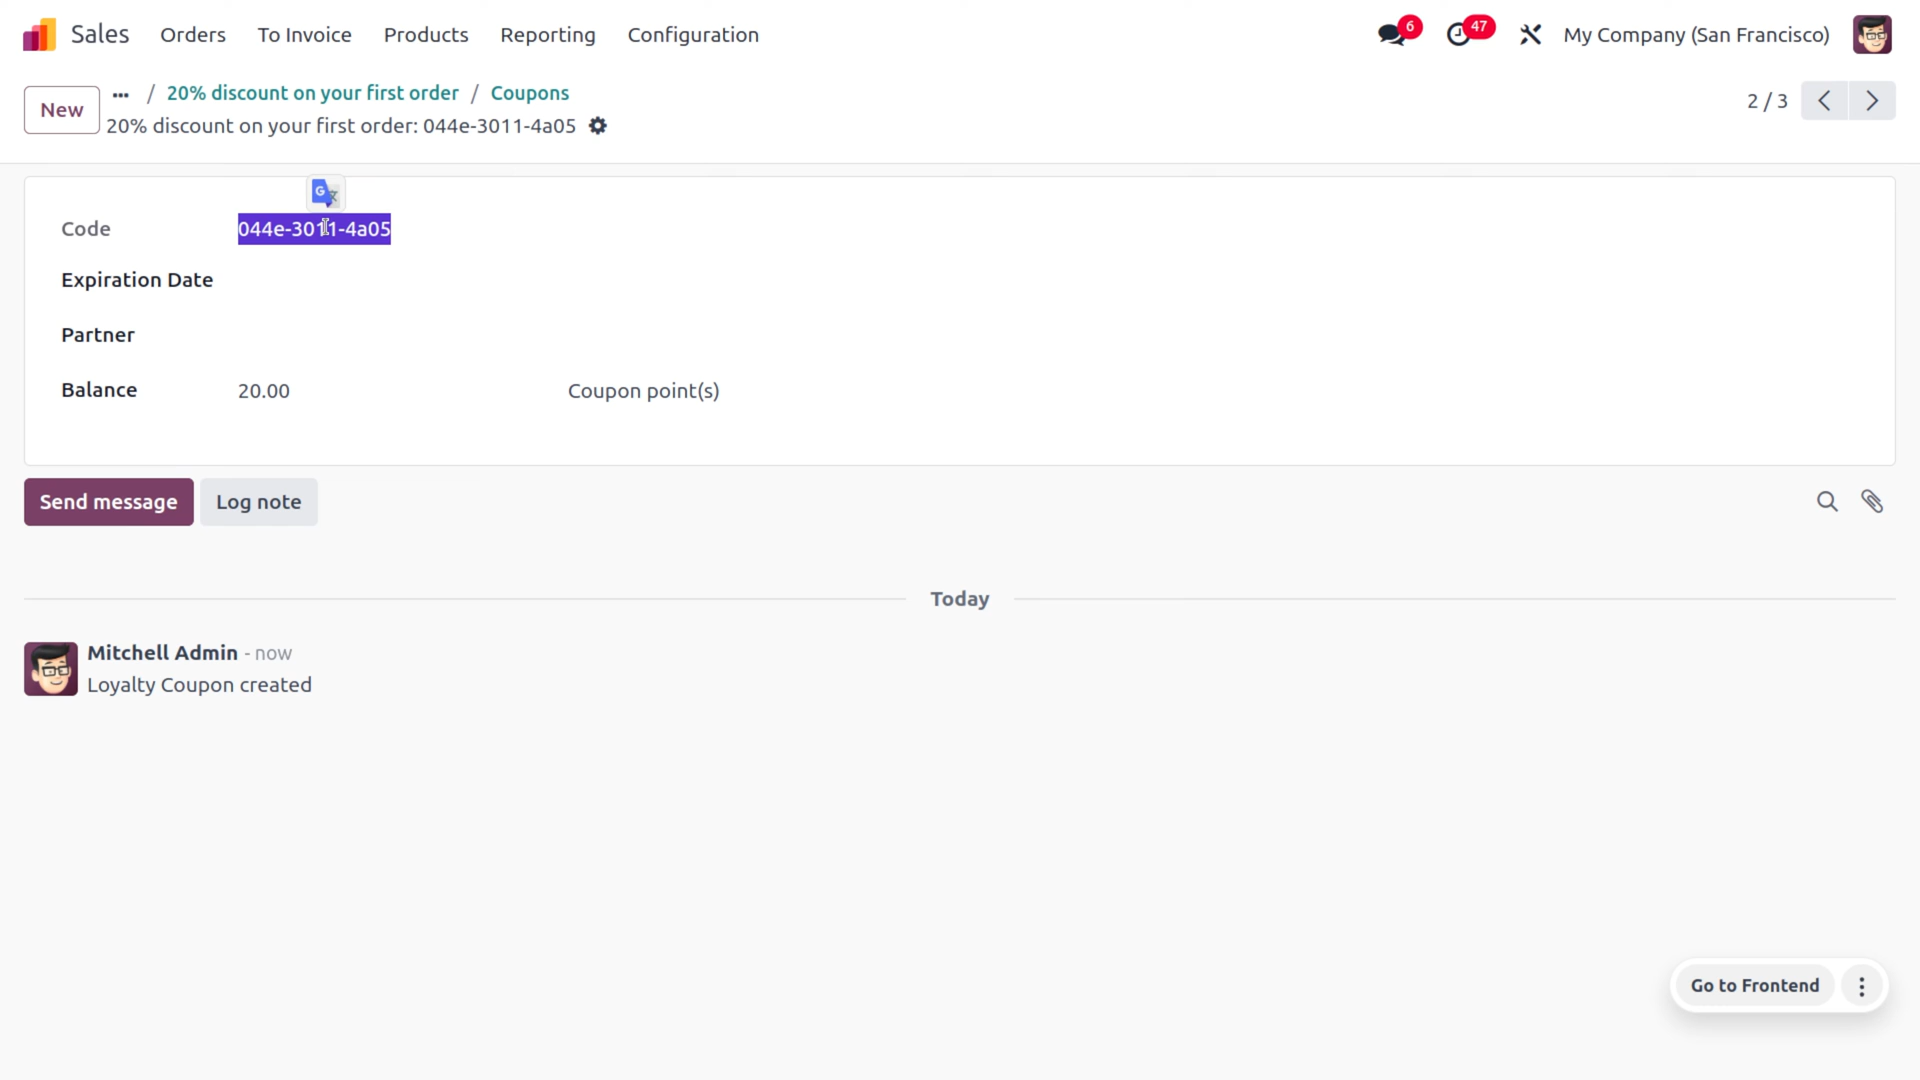 Sales Orders To Invoice Products Reporting Configuration 6 47 My Company (San Francisco)
New ... / 20% discount on your first order / Coupons 2 / 3
20% discount on your first order: 044e-3011-4a05
G
Code 044e-3011-4a05
Expiration Date
Partner
Balance 20.00 Coupon point(s)
Send message Log note
Today
Mitchell Admin - now
Loyalty Coupon created
Go to Frontend